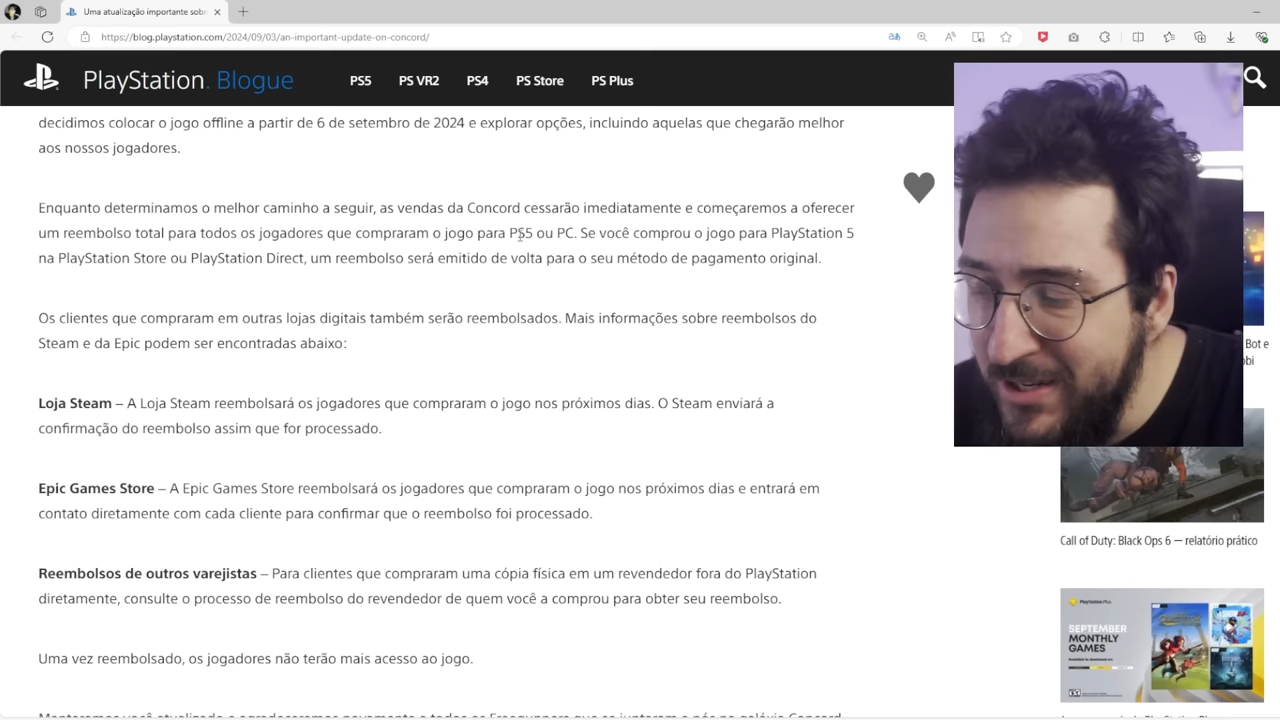 Uma atualização importante sob
https://blog.playstation.com/2024/09/03/an-important-update-on-concord/
PlayStation. Blogue
PS5
PS VR2
PS4
PS Store
PS Plus
decidimos colocar o jogo offline a partir de 6 de setembro de 2024 e explorar opções, incluindo aquelas que chegarão melhor
aos nossos jogadores.
Enquanto determinamos o melhor caminho a seguir, as vendas da Concord cessarão imediatamente e começaremos a oferecer
um reembolso total para todos os jogadores que compraram o jogo para PS5 ou PC. Se você comprou o jogo para PlayStation 5
na PlayStation Store ou PlayStation Direct, um reembolso será emitido de volta para o seu método de pagamento original.
Os clientes que compraram em outras lojas digitais também serão reembolsados. Mais informações sobre reembolsos do
Steam e da Epic podem ser encontradas abaixo:
Loja Steam – A Loja Steam reembolsará os jogadores que compraram o jogo nos próximos dias. O Steam enviará a
confirmação do reembolso assim que for processado.
Epic Games Store – A Epic Games Store reembolsará os jogadores que compraram o jogo nos próximos dias e entrará em
contato diretamente com cada cliente para confirmar que o reembolso foi processado.
Reembolsos de outros varejistas – Para clientes que compraram uma cópia física em um revendedor fora do PlayStation
diretamente, consulte o processo de reembolso do revendedor de quem você a comprou para obter seu reembolso.
Uma vez reembolsado, os jogadores não terão mais acesso ao jogo.
Bot e
obi
Call of Duty: Black Ops 6 — relatório prático
PlayStation Plus
SEPTEMBER
MONTHLY
GAMES